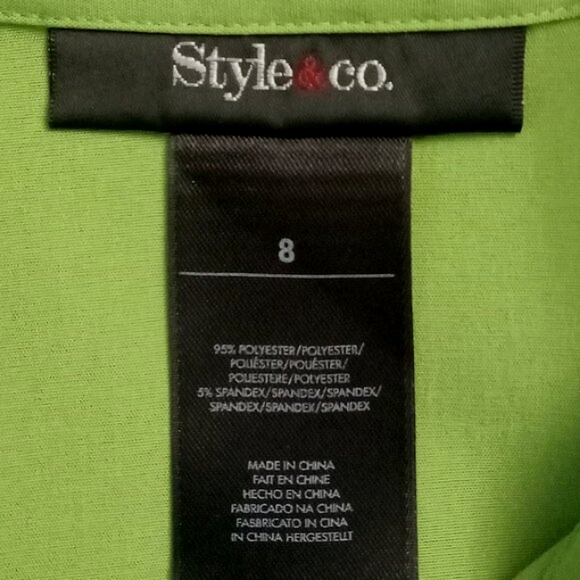 Style&co.
8
95% POLYESTER/POLYESTER/
POLIÉSTER/POLIÉSTER/
POLIESTERE/POLYESTER
5% SPANDEX/SPANDEX/SPANDEX/
SPANDEX/SPANDEX/SPANDEX
MADE IN CHINA
FAIT EN CHINE
HECHO EN CHINA
FABRICADO NA CHINA
FABBRICATO IN CINA
IN CHINA HERGESTELLT